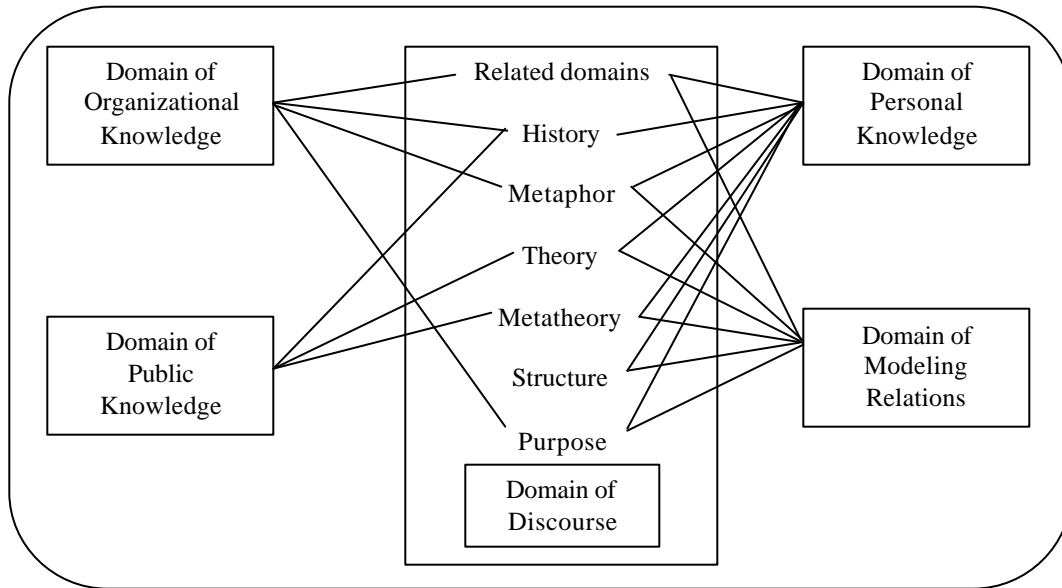 Domain of
Organizational
Knowledge
Domain of
Public
Knowledge
Related domains
History
Metaphor
Theory
Metatheory
Structure
Purpose
Domain of
Discourse
Domain of
Personal
Knowledge
Domain of
Modeling
Relations